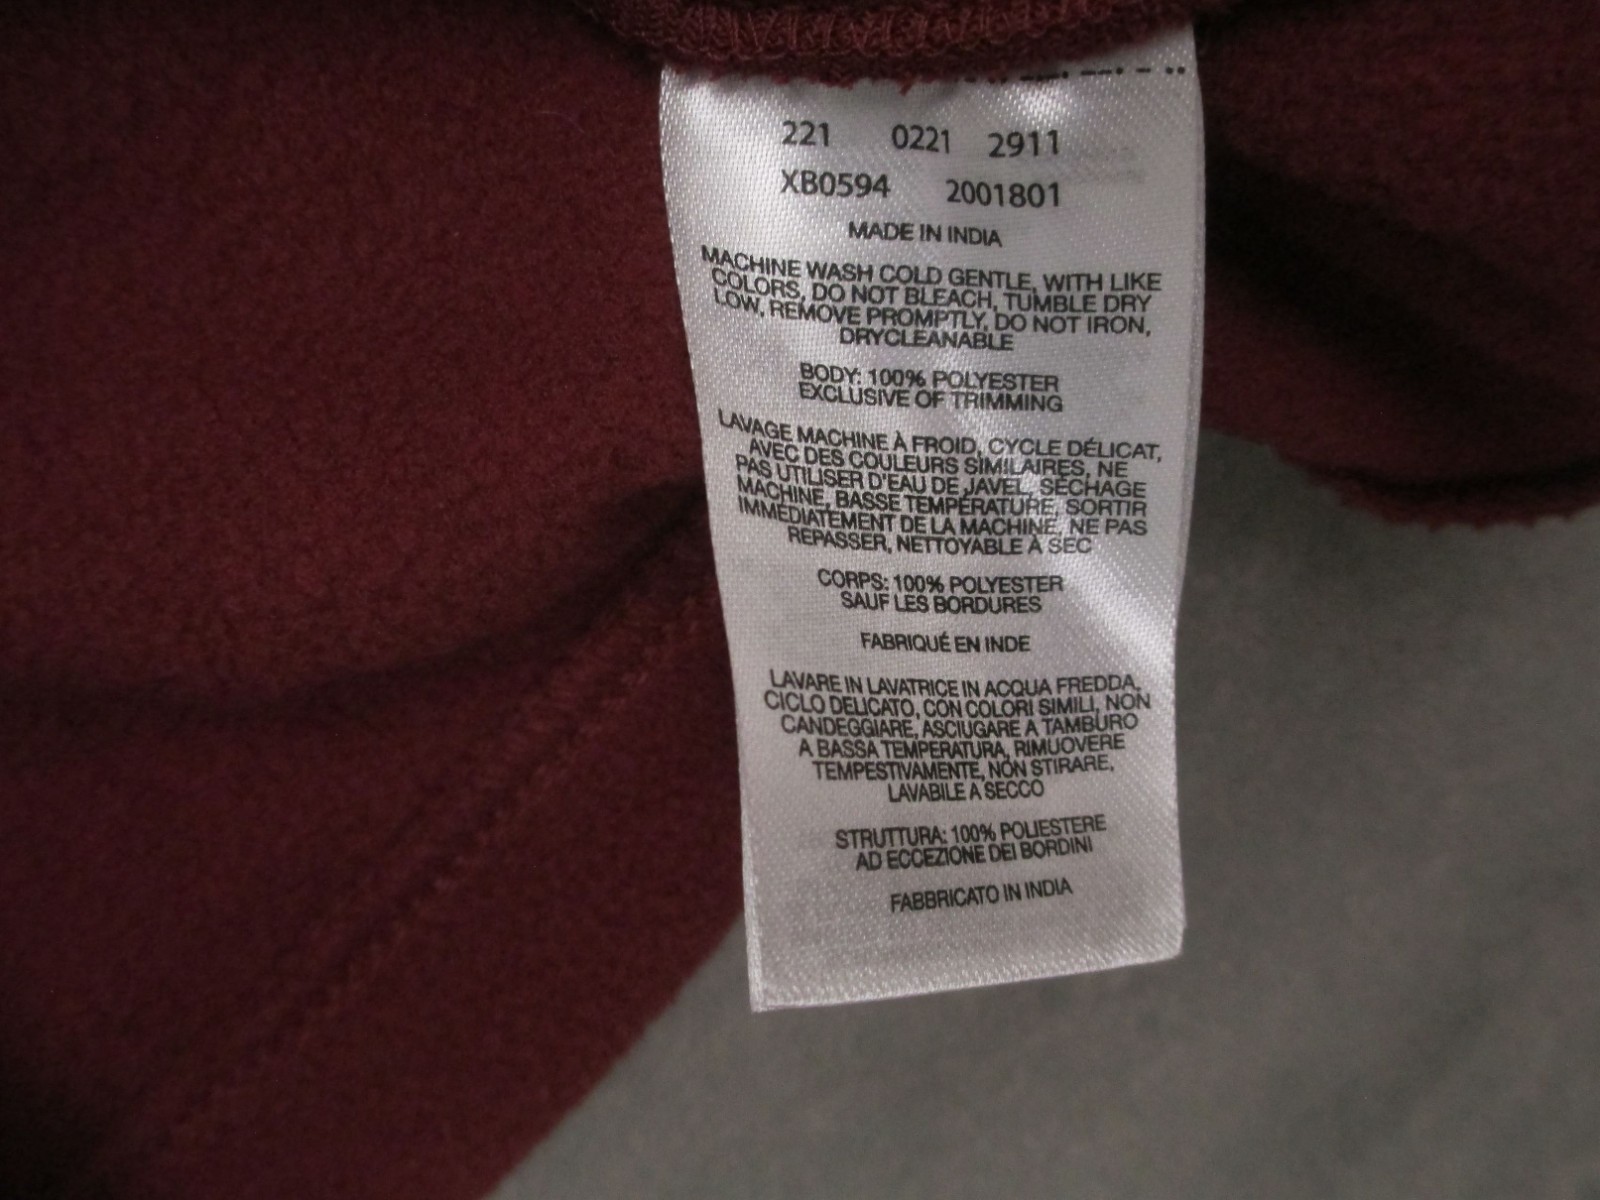 221 0221 2911
XB0594 2001801
MADE IN INDIA
MACHINE WASH COLD GENTLE, WITH LIKE
COLORS, DO NOT BLEACH, TUMBLE DRY
LOW, REMOVE PROMPTLY, DO NOT IRON,
DRYCLEANABLE
BODY: 100% POLYESTER
EXCLUSIVE OF TRIMMING
LAVAGE MACHINE À FROID, CYCLE DÉLICAT,
AVEC DES COULEURS SIMILAIRES, NE
PAS UTILISER D'EAU DE JAVEL, SÉCHAGE
MACHINE, BASSE TEMPÉRATURE, SORTIR
IMMÉDIATEMENT DE LA MACHINE, NE PAS
REPASSER, NETTOYABLE À SEC
CORPS: 100% POLYESTER
SAUF LES BORDURES
FABRIQUÉ EN INDE
LAVARE IN LAVATRICE IN ACQUA FREDDA,
CICLO DELICATO, CON COLORI SIMILI, NON
CANDEGGIARE, ASCIUGARE A TAMBURO
A BASSA TEMPERATURA, RIMUOVERE
TEMPESTIVAMENTE, NON STIRARE,
LAVABILE A SECCO
STRUTTURA: 100% POLIESTERE
AD ECCEZIONE DEI BORDINI
FABBRICATO IN INDIA